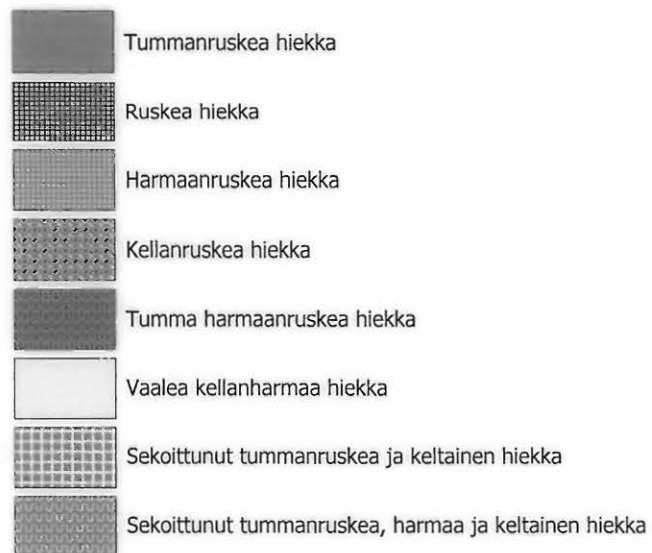 Tummanruskea hiekka
Ruskea hiekka
Harmaanruskea hiekka
Kellanruskea hiekka
Tumma harmaanruskea hiekka
Vaalea kellanharmaa hiekka
Sekoittunut tummanruskea ja keltainen hiekka
Sekoittunut tummanruskea, harmaa ja keltainen hiekka